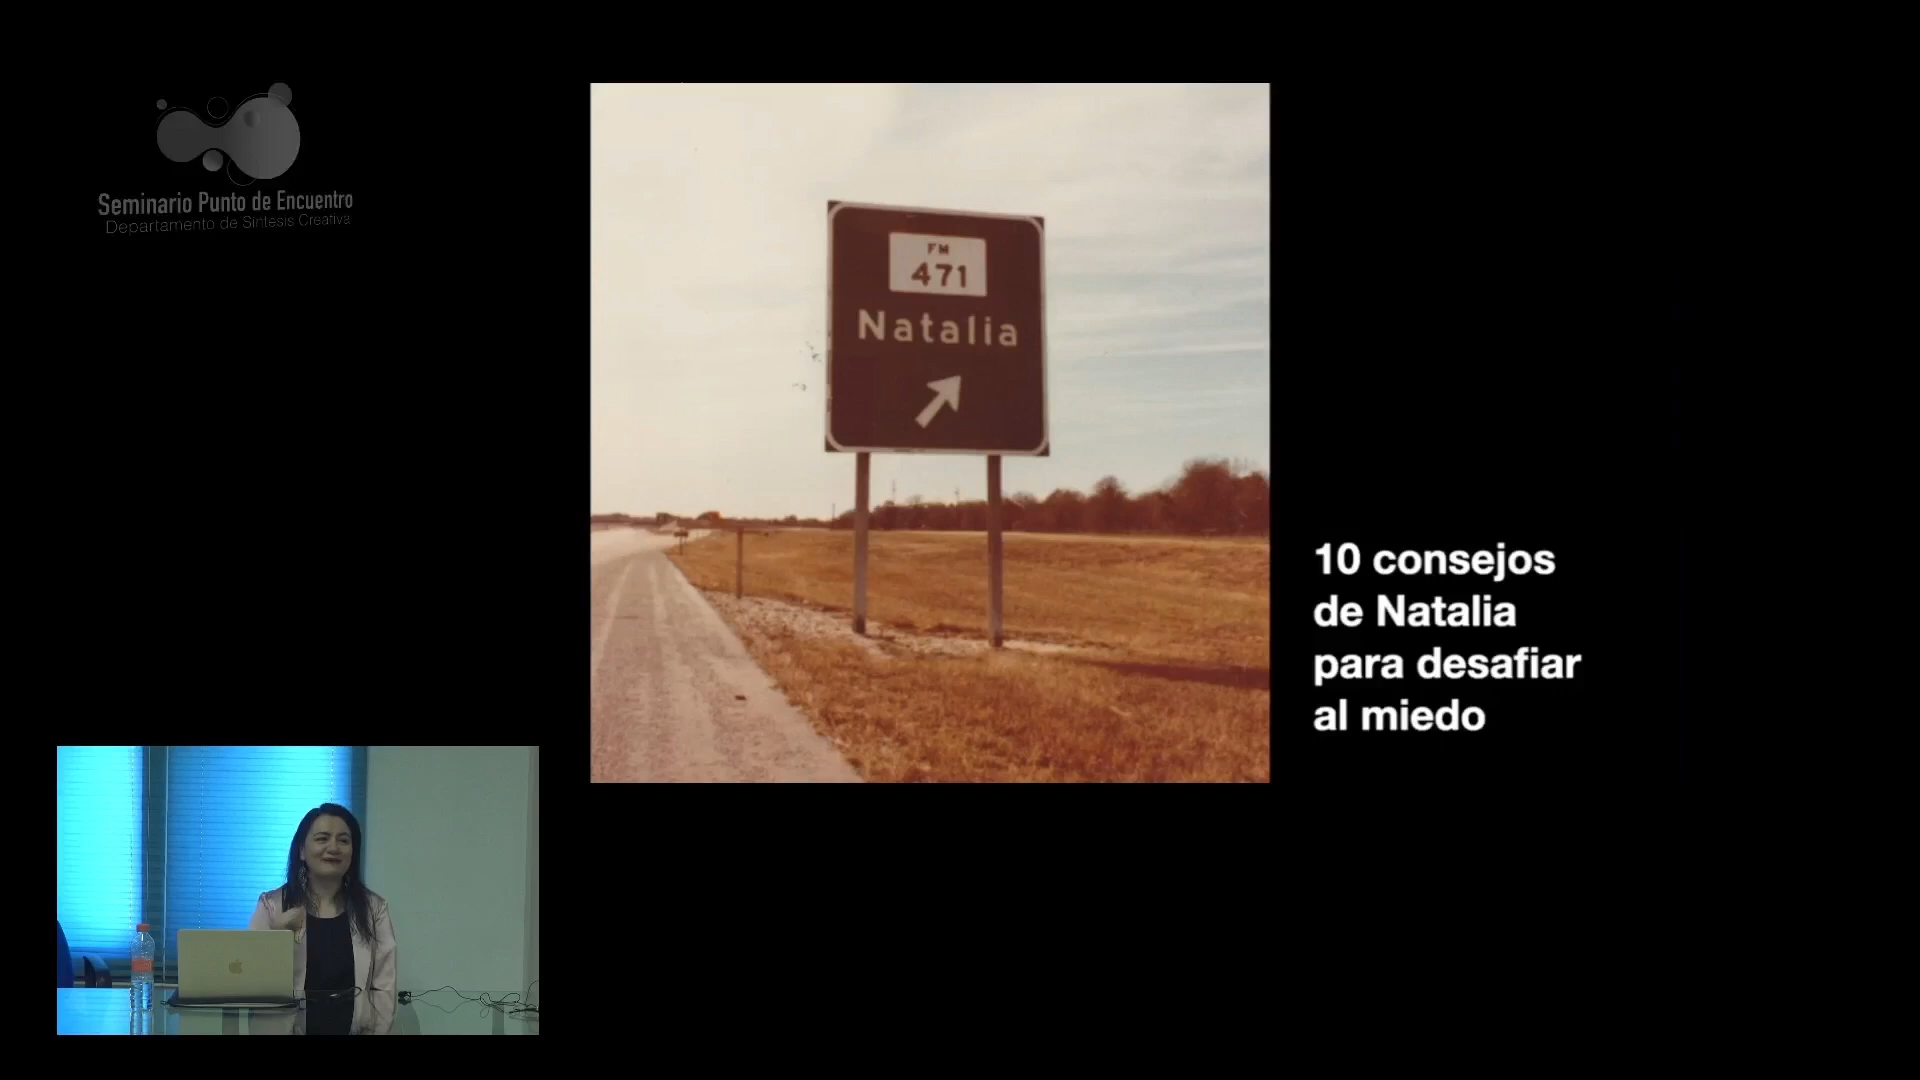 Seminario Punto de Encuentro
Departamento de Síntesis Creativa
FM
471
Natalia
10 consejos
de Natalia
para desafiar
al miedo